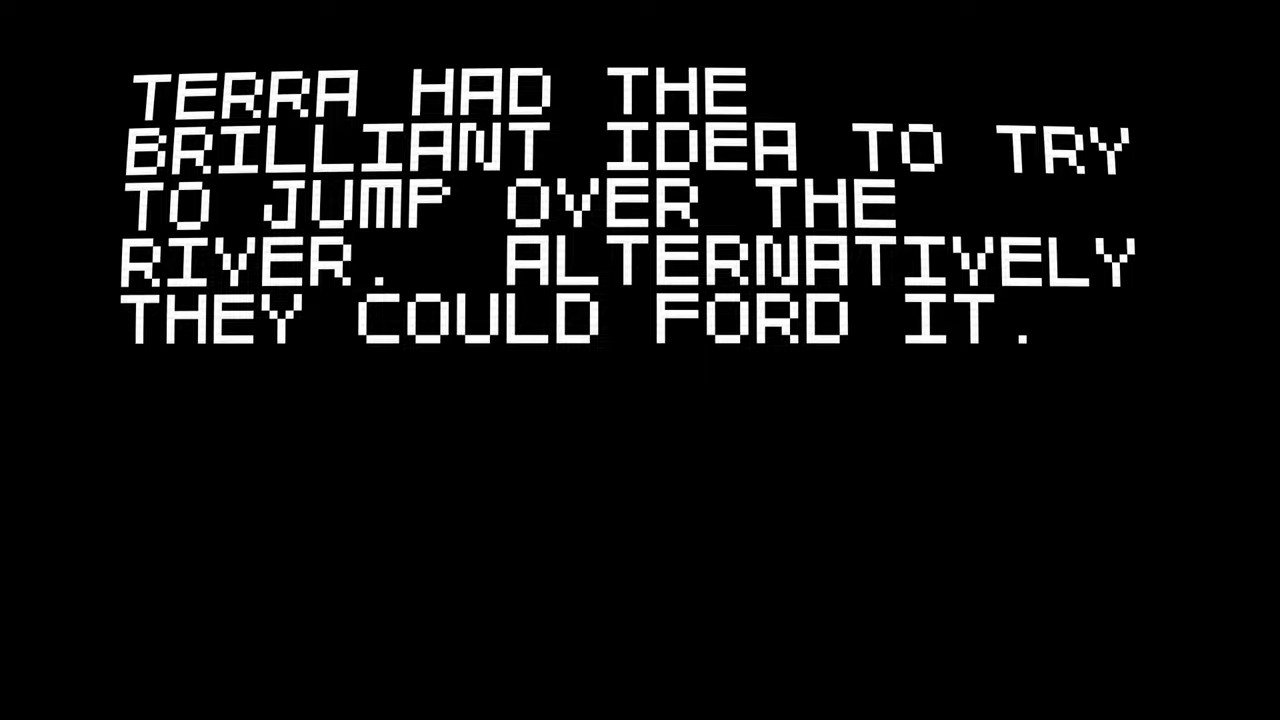 TERRA HAD THE
BRILLIANT IDEA TO TRY
TO JUMP OVER THE
RIVER.  ALTERNATIVELY
THEY COULD FORD IT.